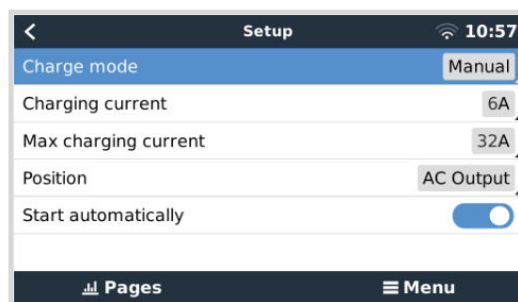 Setup 10:57
Charge mode Manual
Charging current 6A
Max charging current 32A
Position AC Output
Start automatically
Pages Menu